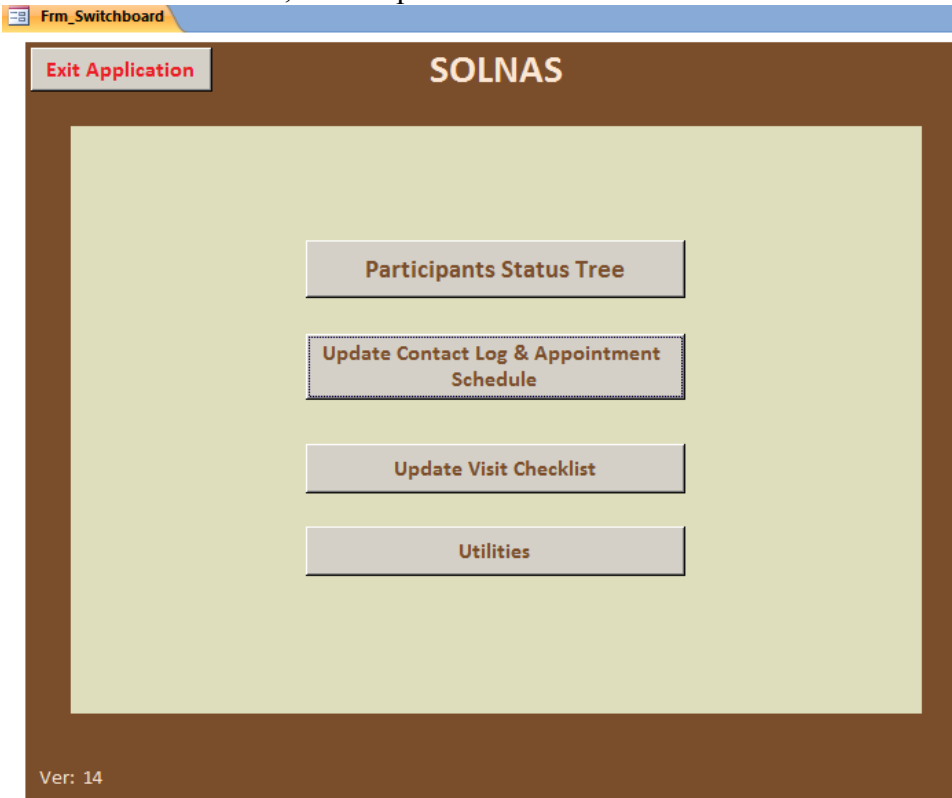 Frm_Switchboard
Exit Application
SOLNAS
Participants Status Tree
Update Contact Log & Appointment
Schedule
Update Visit Checklist
Utilities
Ver: 14